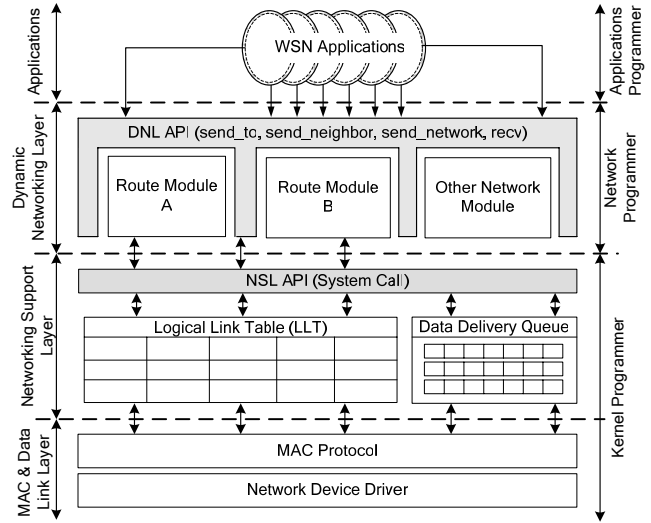 Applications
WSN Applications
Applications
Programmer
Dynamic
Networking Layer
DNL API (send_to, send_neighbor, send_network, recv)
Route Module
A
Route Module
B
Other Network
Module
Network
Programmer
Networking Support
Layer
NSL API (System Call)
Logical Link Table (LLT)
Data Delivery Queue
Kernel Programmer
MAC & Data
Link Layer
MAC Protocol
Network Device Driver